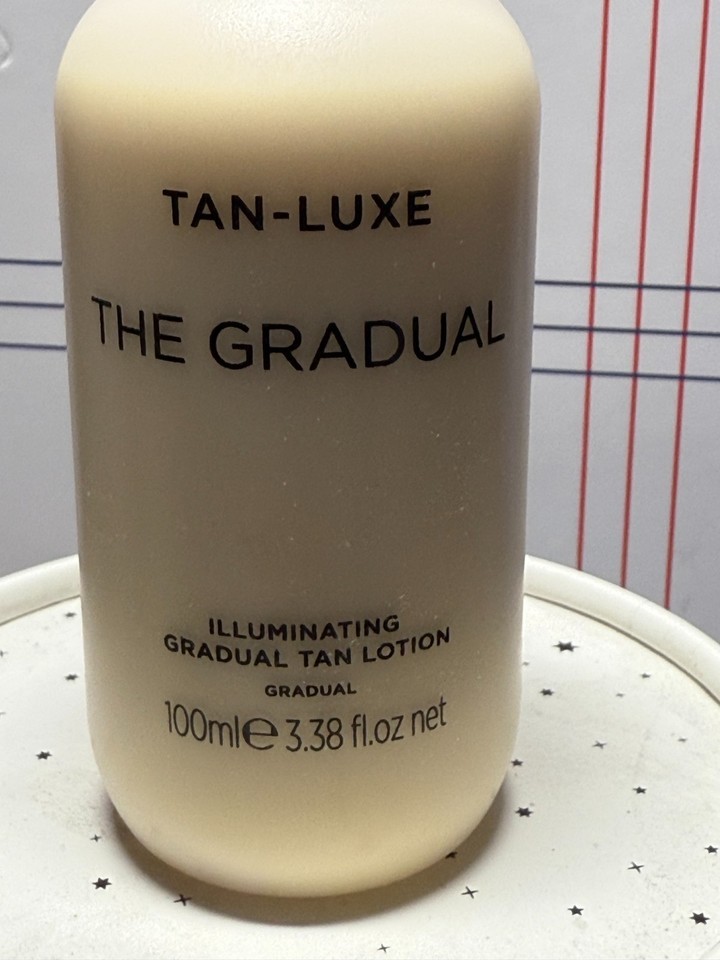 TAN-LUXE
THE GRADUAL
ILLUMINATING
GRADUAL TAN LOTION
GRADUAL
100ml℮ 3.38 fl.oz net